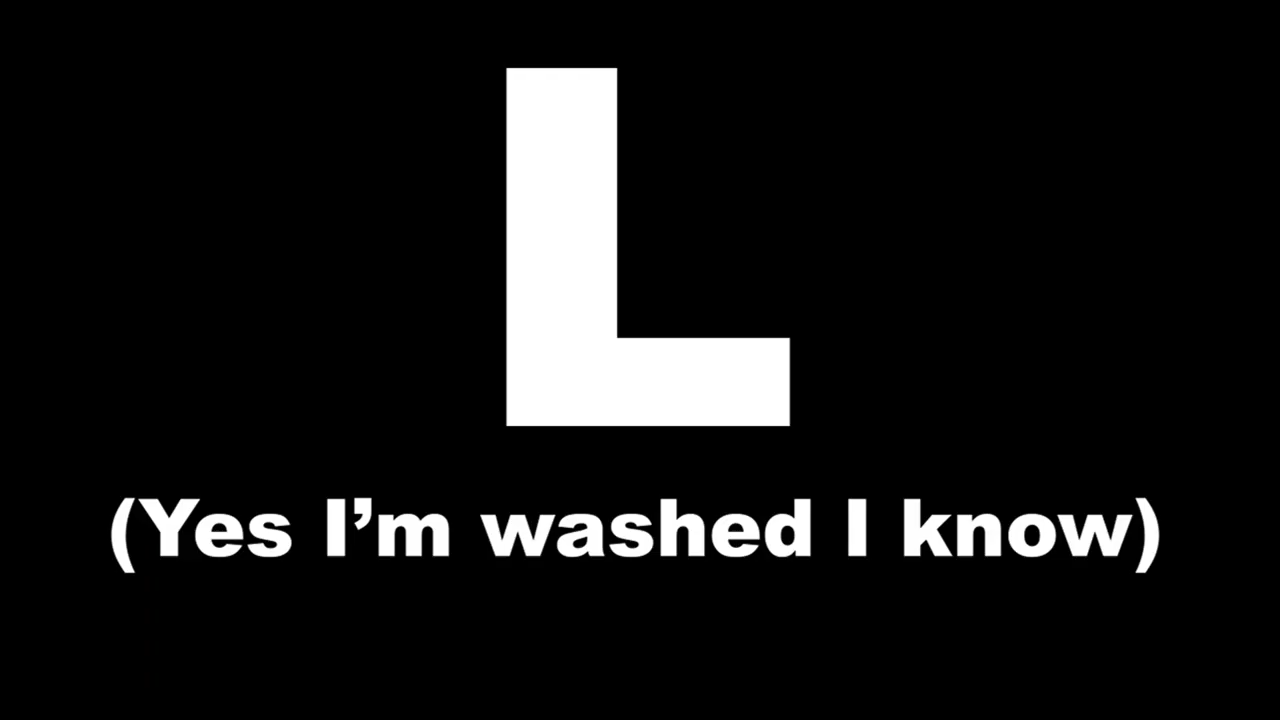 L
(Yes I’m washed I know)